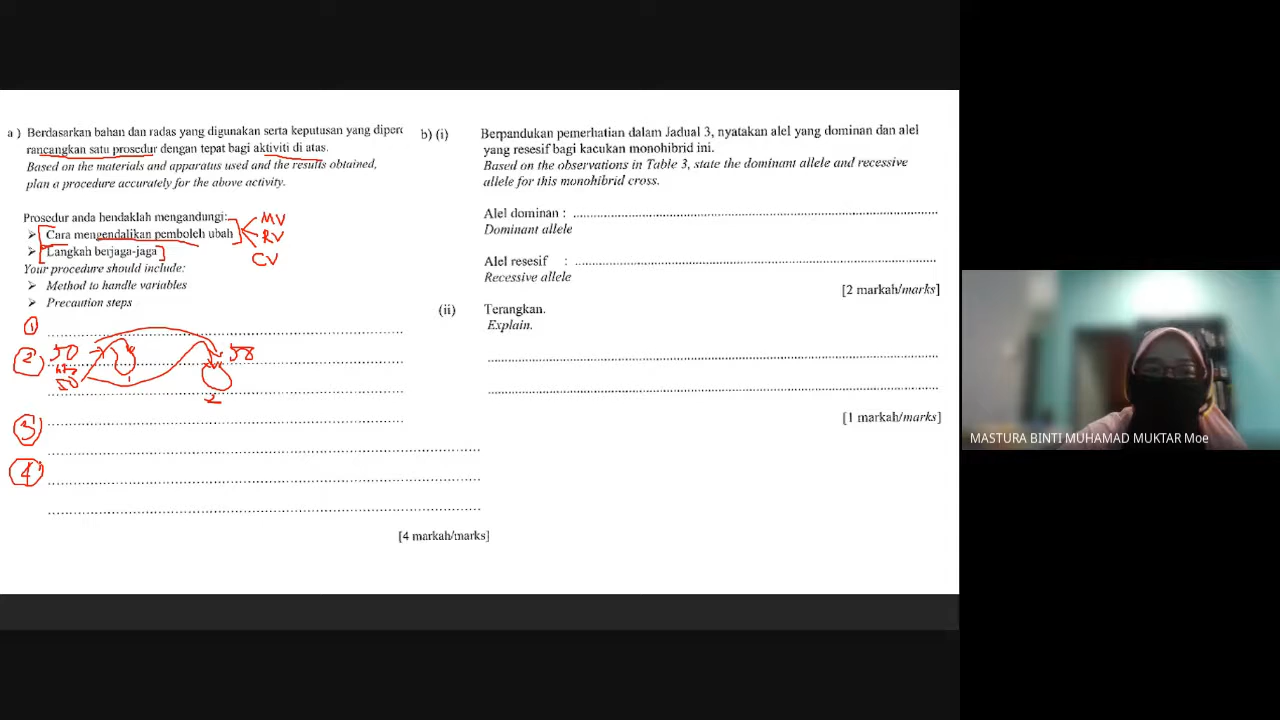 a ) Berdasarkan bahan dan radas yang digunakan serta keputusan yang diper
rancangkan satu prosedur dengan tepat bagi aktiviti di atas.
Based on the materials and apparatus used and the results obtained,
plan a procedure accurately for the above activity.
Prosedur anda hendaklah mengandungi:
➢ Cara mengendalikan pemboleh ubah
➢ Langkah berjaga-jaga
MV
RV
CV
Your procedure should include:
➢ Method to handle variables
➢ Precaution steps
1
2
50
50
58
1
2
3
4
[4 markah/marks]
b) (i) Berpandukan pemerhatian dalam Jadual 3, nyatakan alel yang dominan dan alel
yang resesif bagi kacukan monohibrid ini.
Based on the observations in Table 3, state the dominant allele and recessive
allele for this monohibrid cross.
Alel dominan :
Dominant allele
Alel resesif :
Recessive allele
[2 markah/marks]
(ii) Terangkan.
Explain.
[1 markah/marks]
MASTURA BINTI MUHAMAD MUKTAR Moe